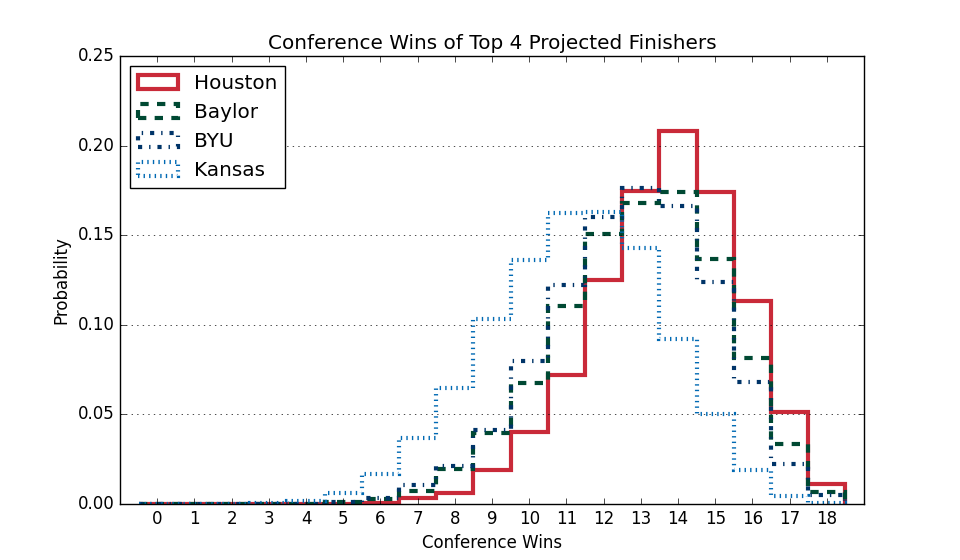 Conference Wins of Top 4 Projected Finishers
0.25
0.20
0.15
0.10
0.05
0.00
Probability
Houston
Baylor
BYU
Kansas
0 1 2 3 4 5 6 7 8 9 10 11 12 13 14 15 16 17 18
Conference Wins